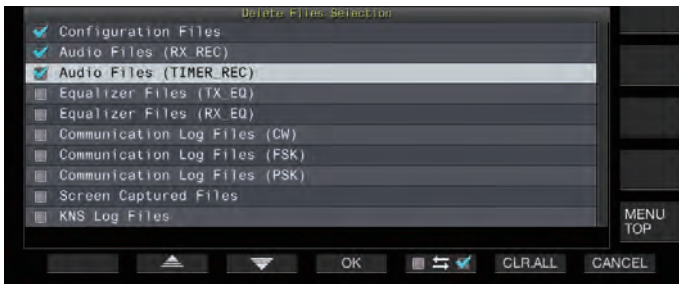 Delete Files Selection
Configuration Files
Audio Files (RX_REC)
Audio Files (TIMER_REC)
Equalizer Files (TX_EQ)
Equalizer Files (RX_EQ)
Communication Log Files (CW)
Communication Log Files (FSK)
Communication Log Files (PSK)
Screen Captured Files
KNS Log Files
MENU
TOP
OK
CLR.ALL
CANCEL